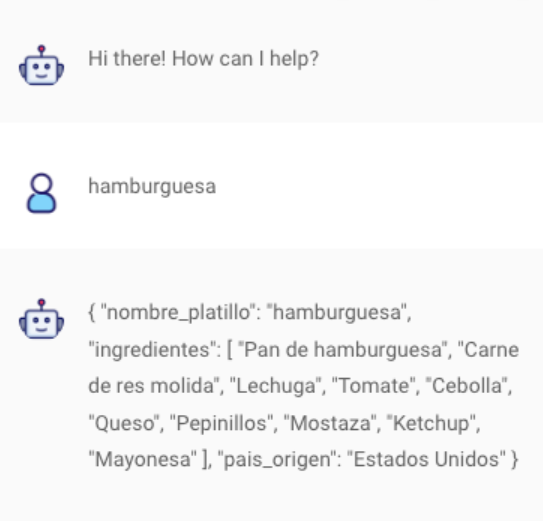 Hi there! How can I help?
hamburguesa
{ "nombre_platillo": "hamburguesa",
"ingredientes": [ "Pan de hamburguesa", "Carne
de res molida", "Lechuga", "Tomate", "Cebolla",
"Queso", "Pepinillos", "Mostaza", "Ketchup",
"Mayonesa" ], "pais_origen": "Estados Unidos" }